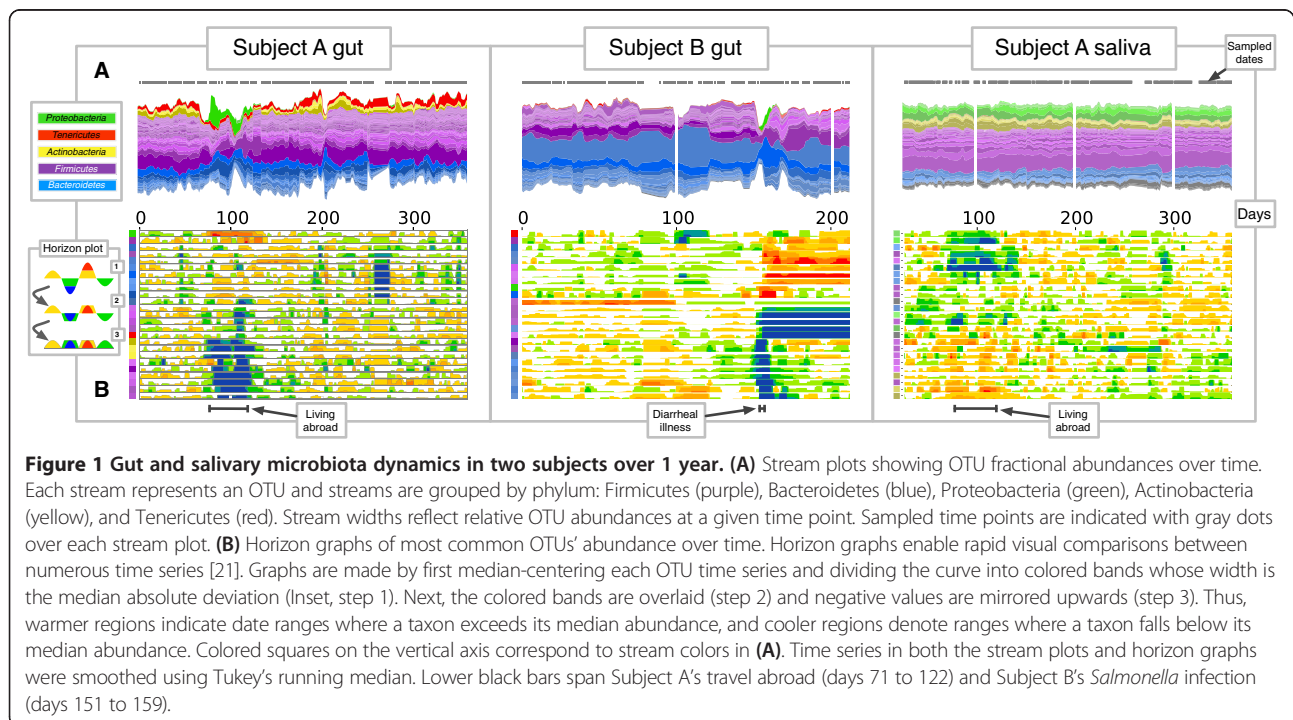 Subject A gut
Subject B gut
Subject A saliva
Sampled
dates
A
Proteobacteria
Tenericutes
Actinobacteria
Firmicutes
Bacteroidetes
0 100 200 300
0 100 200
0 100 200 300
Days
Horizon plot
1
2
3
B
Living
abroad
Diarrheal
illness
Living
abroad
Figure 1 Gut and salivary microbiota dynamics in two subjects over 1 year. (A) Stream plots showing OTU fractional abundances over time.
Each stream represents an OTU and streams are grouped by phylum: Firmicutes (purple), Bacteroidetes (blue), Proteobacteria (green), Actinobacteria
(yellow), and Tenericutes (red). Stream widths reflect relative OTU abundances at a given time point. Sampled time points are indicated with gray dots
over each stream plot. (B) Horizon graphs of most common OTUs' abundance over time. Horizon graphs enable rapid visual comparisons between
numerous time series [21]. Graphs are made by first median-centering each OTU time series and dividing the curve into colored bands whose width is
the median absolute deviation (Inset, step 1). Next, the colored bands are overlaid (step 2) and negative values are mirrored upwards (step 3). Thus,
warmer regions indicate date ranges where a taxon exceeds its median abundance, and cooler regions denote ranges where a taxon falls below its
median abundance. Colored squares on the vertical axis correspond to stream colors in (A). Time series in both the stream plots and horizon graphs
were smoothed using Tukey's running median. Lower black bars span Subject A's travel abroad (days 71 to 122) and Subject B's Salmonella infection
(days 151 to 159).